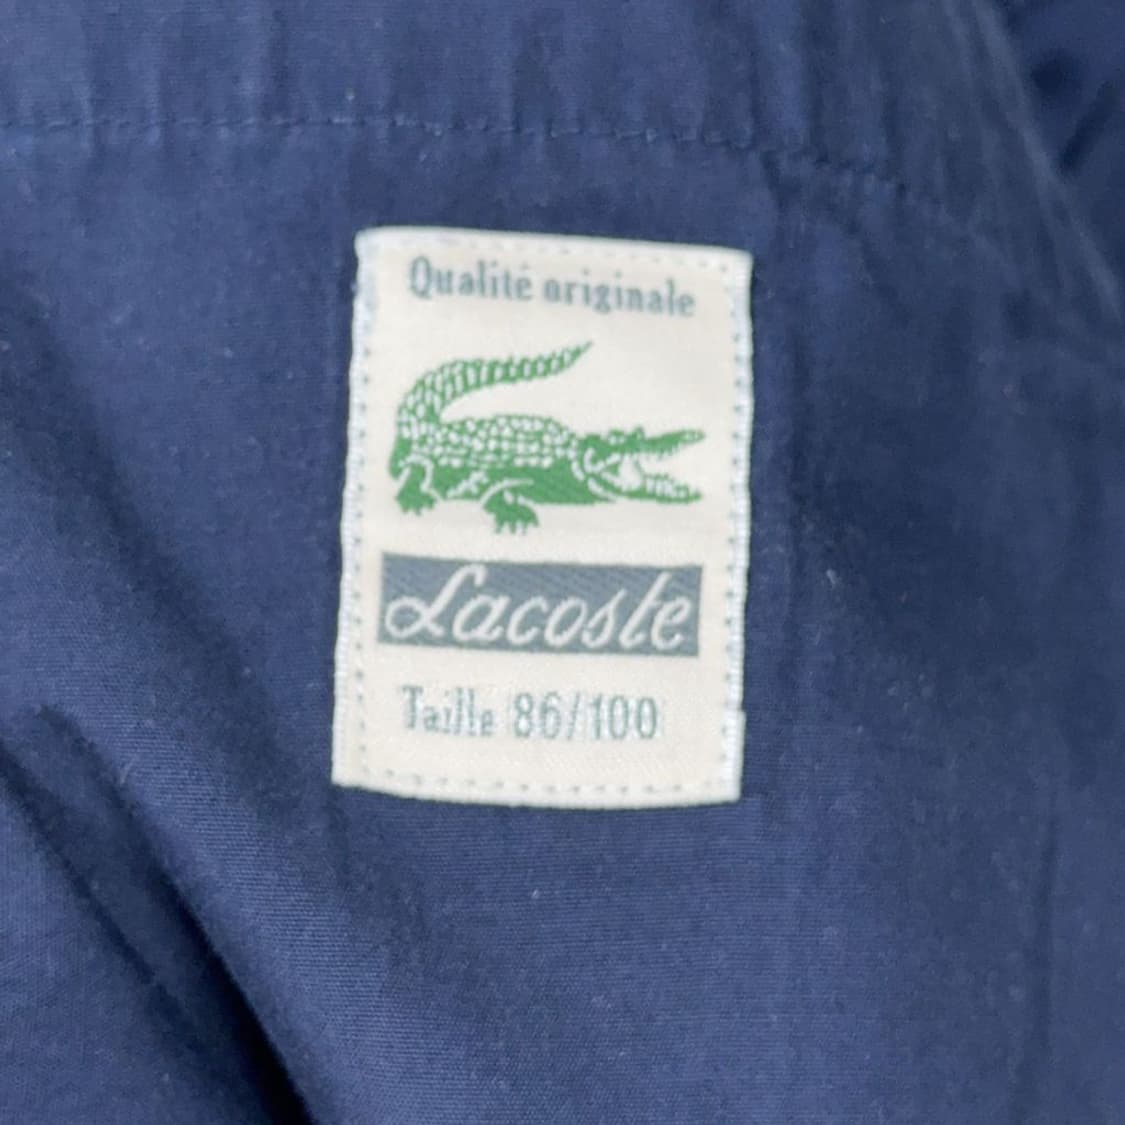 Qualité originale
Lacoste
Taille 86/100